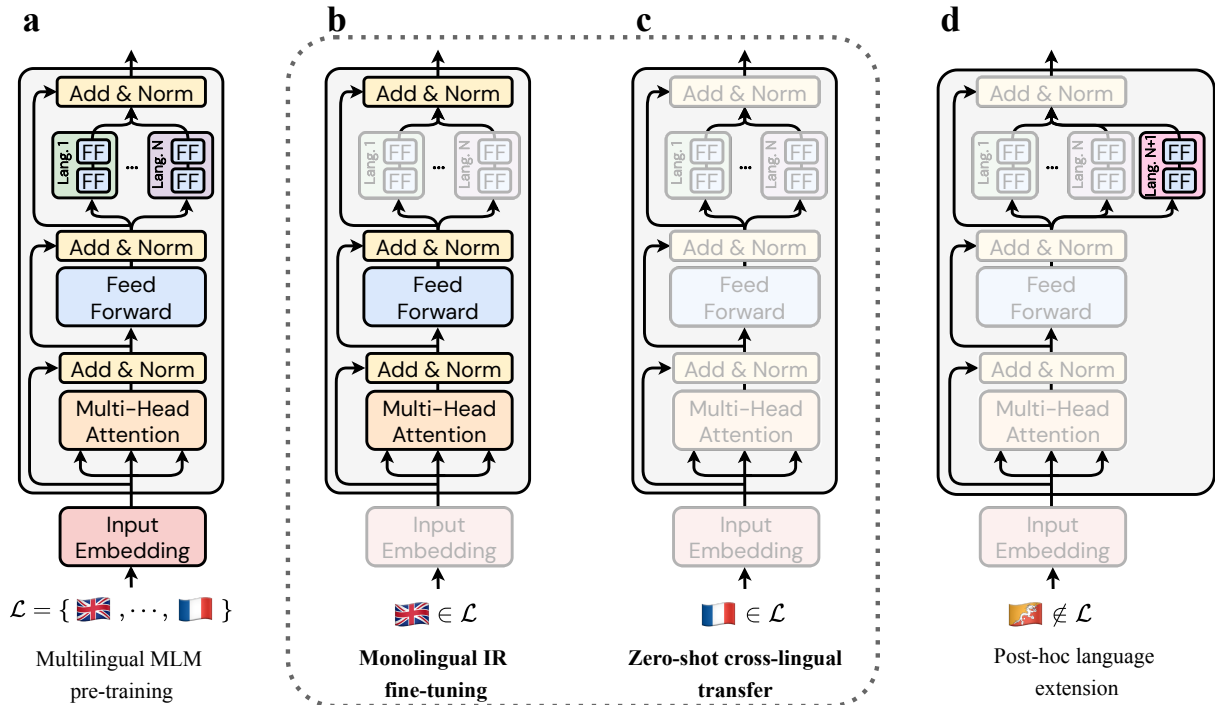 a
Add & Norm
Lang. 1
FF
FF
...
Lang. N
FF
FF
Add & Norm
Feed
Forward
Add & Norm
Multi-Head
Attention
Input
Embedding
ℒ = { 🇬🇧 , ⋯ , 🇫🇷 }
Multilingual MLM
pre-training
b
Add & Norm
Lang. 1
FF
FF
...
Lang. N
FF
FF
Add & Norm
Feed
Forward
Add & Norm
Multi-Head
Attention
Input
Embedding
🇬🇧 ∈ ℒ
Monolingual IR
fine-tuning
c
Add & Norm
Lang. 1
FF
FF
...
Lang. N
FF
FF
Add & Norm
Feed
Forward
Add & Norm
Multi-Head
Attention
Input
Embedding
🇫🇷 ∈ ℒ
Zero-shot cross-lingual
transfer
d
Add & Norm
Lang. 1
FF
FF
...
Lang. N
FF
FF
Lang. N+1
FF
FF
Add & Norm
Feed
Forward
Add & Norm
Multi-Head
Attention
Input
Embedding
🇧🇹 ∉ ℒ
Post-hoc language
extension